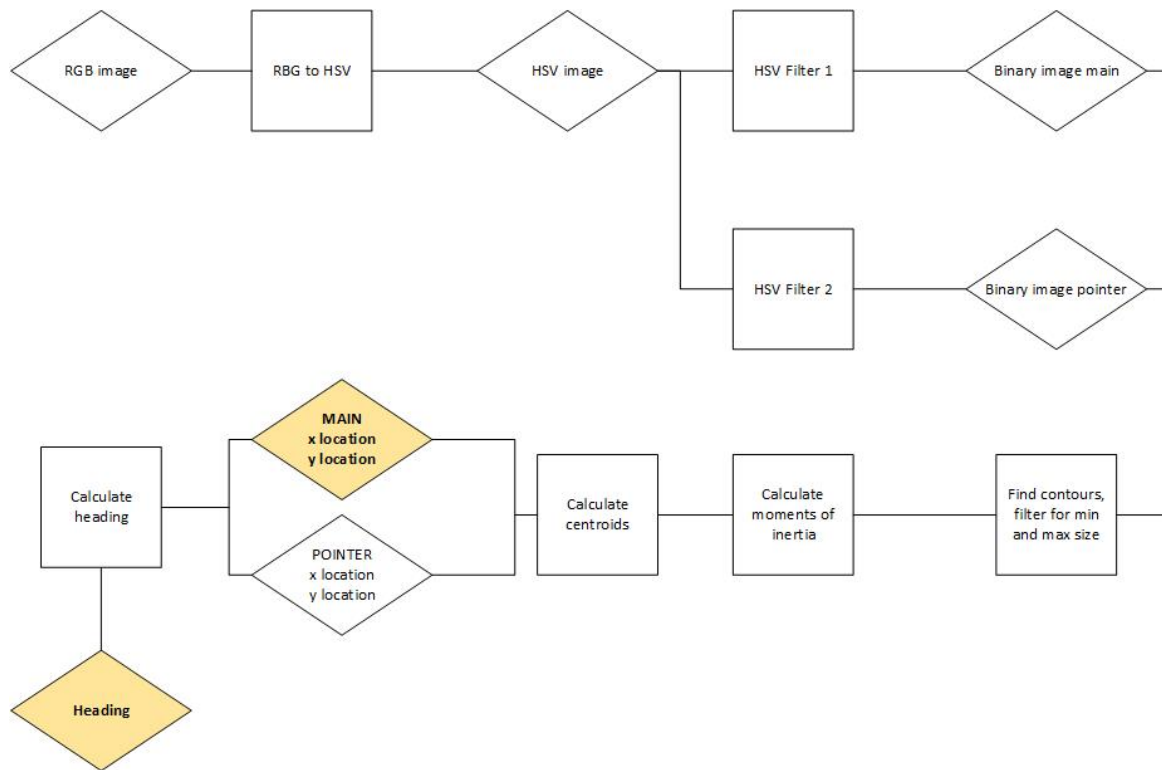 RGB image
RBG to HSV
HSV image
HSV Filter 1
Binary image main
HSV Filter 2
Binary image pointer
MAIN
x location
y location
Calculate
heading
POINTER
x location
y location
Calculate
centroids
Calculate
moments of
inertia
Find contours,
filter for min
and max size
Heading